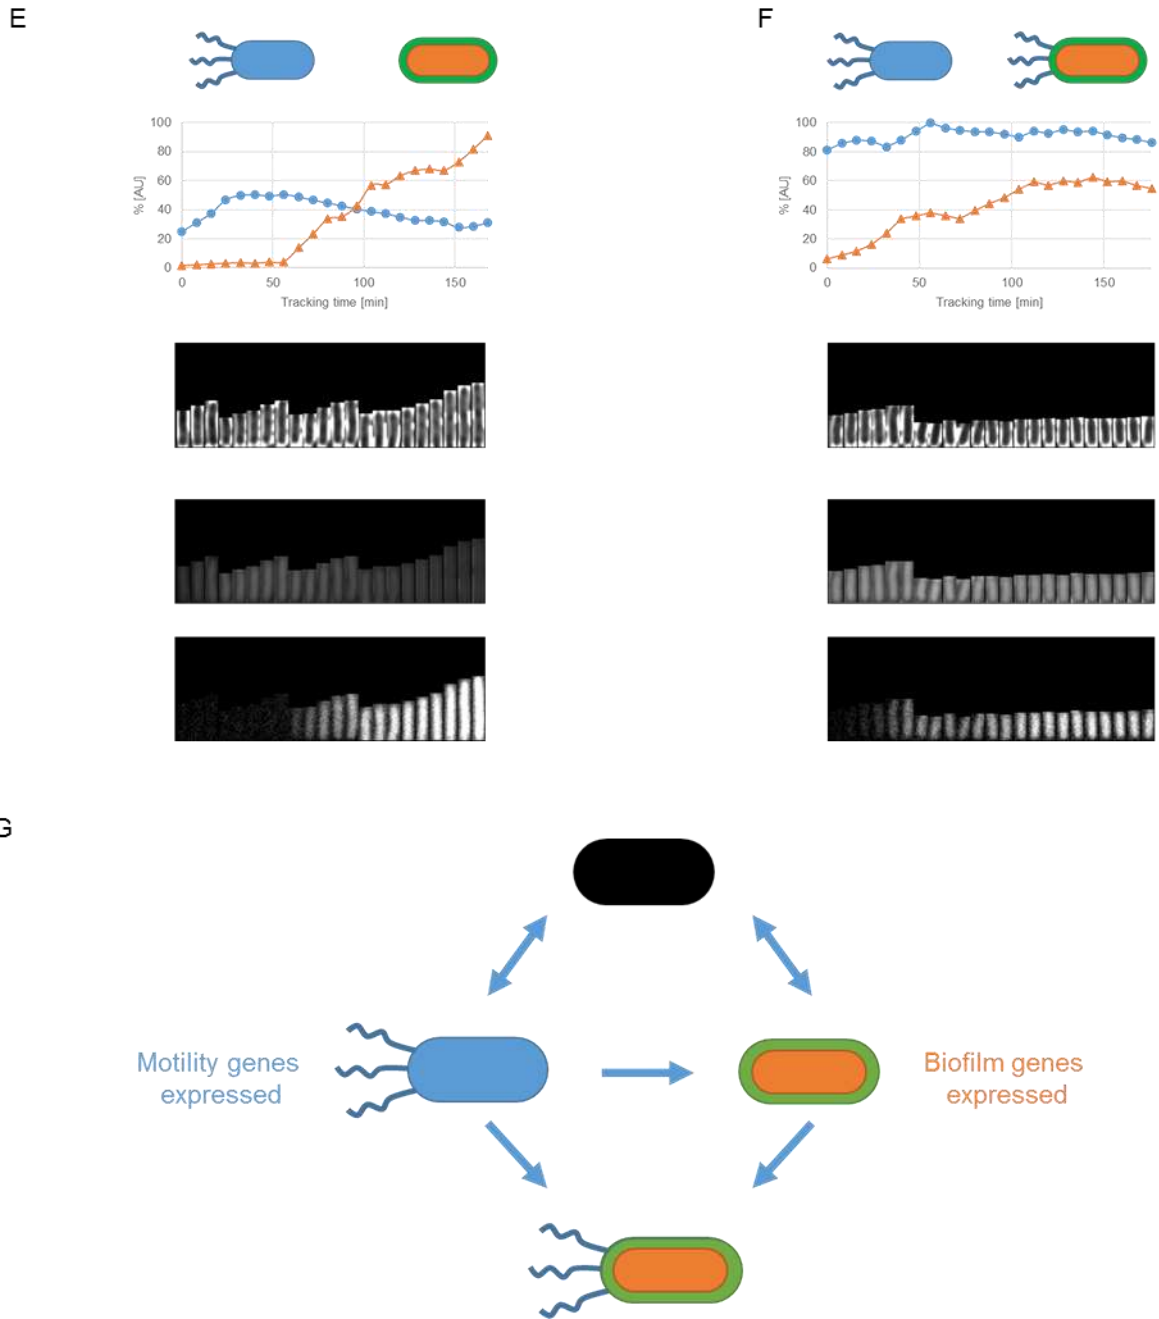 E
F
100
80
60
40
20
0
% [AU]
0 50 100 150
Tracking time [min]
100
80
60
40
20
0
% [AU]
0 50 100 150
Tracking time [min]
G
Motility genes
expressed
Biofilm genes
expressed